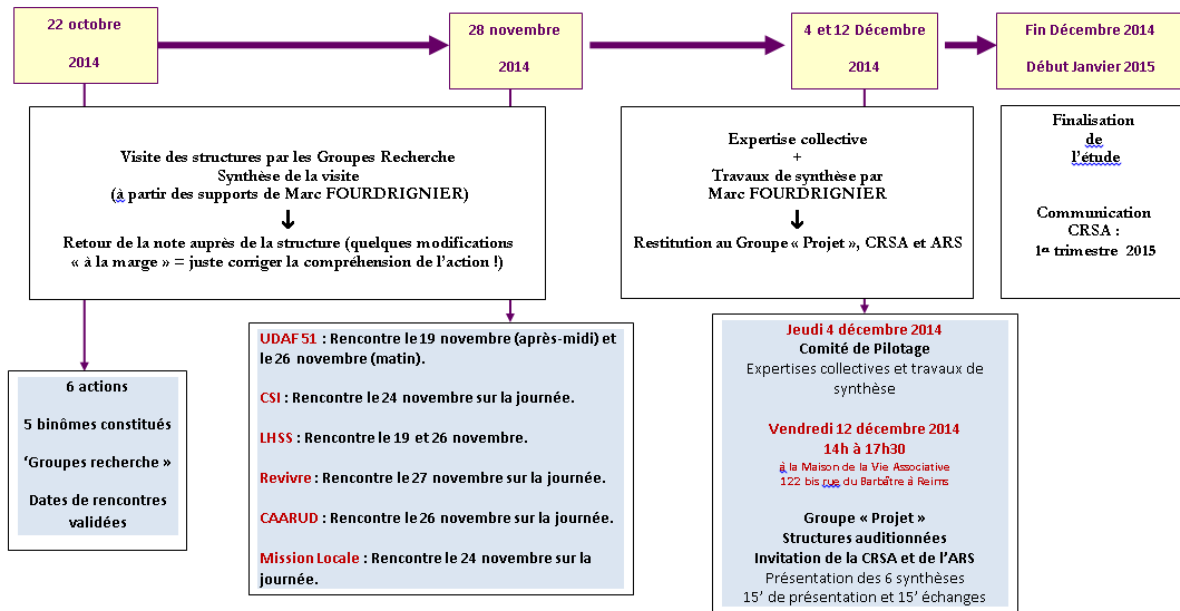 22 octobre
2014
28 novembre
2014
4 et 12 Décembre
2014
Fin Décembre 2014
Début Janvier 2015
Visite des structures par les Groupes Recherche
Synthèse de la visite
(à partir des supports de Marc FOURDRIGNIER)
Retour de la note auprès de la structure (quelques modifications
« à la marge » = juste corriger la compréhension de l'action !)
Expertise collective
+
Travaux de synthèse par
Marc FOURDRIGNIER
Restitution au Groupe « Projet », CRSA et ARS
Finalisation
de
l'étude
Communication
CRSA :
1er trimestre 2015
6 actions
5 binômes constitués
‘Groupes recherche »
Dates de rencontres
validées
UDAF 51 : Rencontre le 19 novembre (après-midi) et
le 26 novembre (matin).
CSI : Rencontre le 24 novembre sur la journée.
LHSS : Rencontre le 19 et 26 novembre.
Revivre : Rencontre le 27 novembre sur la journée.
CAARUD : Rencontre le 26 novembre sur la journée.
Mission Locale : Rencontre le 24 novembre sur la
journée.
Jeudi 4 décembre 2014
Comité de Pilotage
Expertises collectives et travaux de
synthèse
Vendredi 12 décembre 2014
14h à 17h30
à la Maison de la Vie Associative
122 bis rue du Barbâtre à Reims
Groupe « Projet »
Structures auditionnées
Invitation de la CRSA et de l'ARS
Présentation des 6 synthèses
15' de présentation et 15' échanges